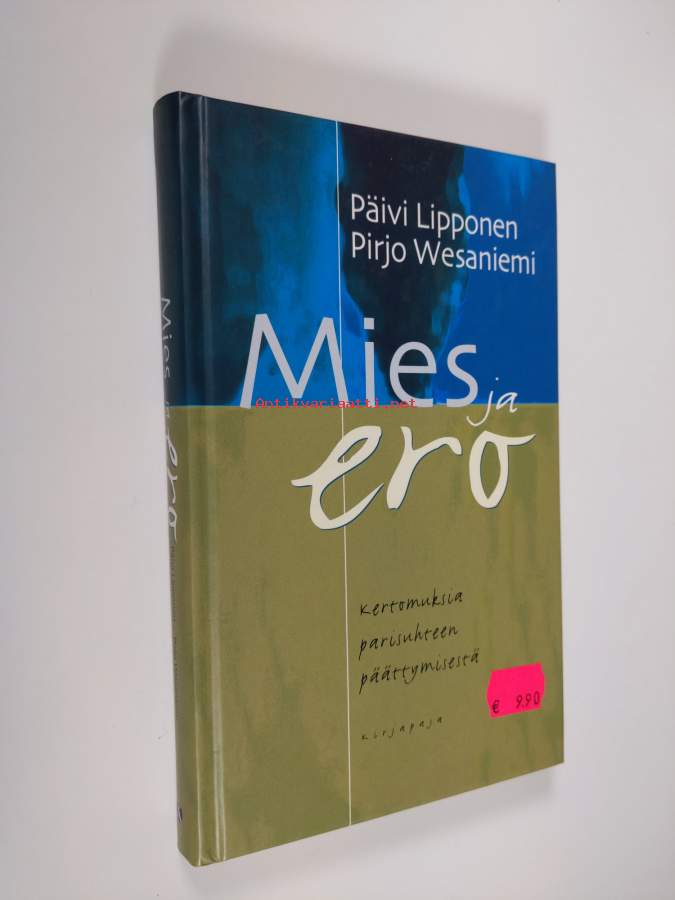 Päivi Lipponen
Pirjo Wesaniemi
Mies
ja
ero
Antikvariaatti.net
kertomuksia
parisuhteen
päättymisestä
€ 9.90
kirjapaja
Mies ja ero